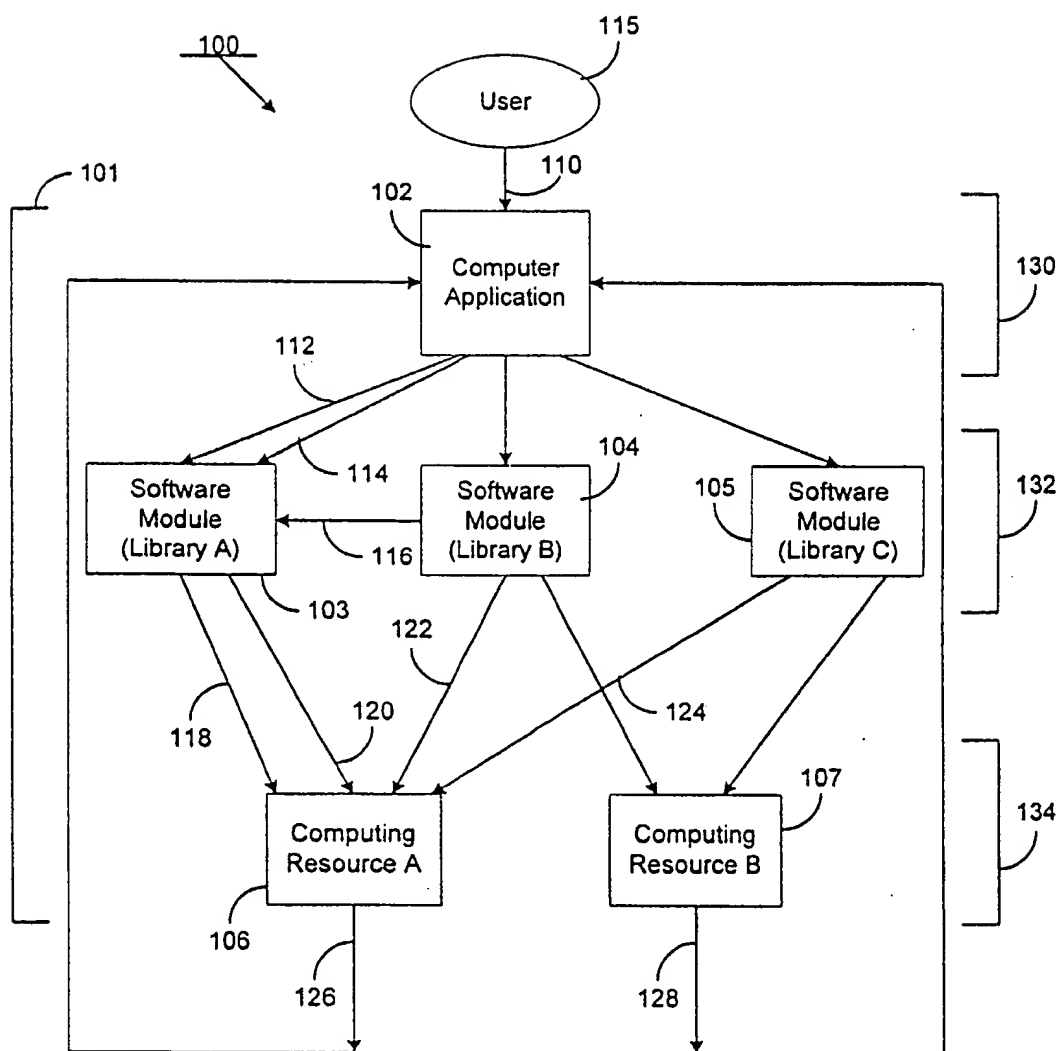 100
115
User
110
101
102
Computer
Application
130
112
114
104
132
Software
Module
(Library A)
Software
Module
(Library B)
105
Software
Module
(Library C)
116
103
122
118
120
124
107
134
Computing
Resource A
Computing
Resource B
106
126
128